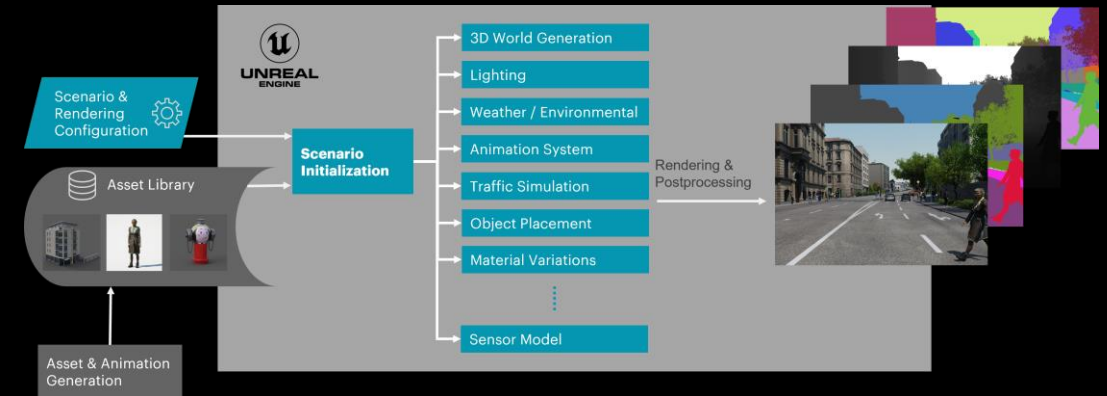 UNREAL
ENGINE
Scenario &
Rendering
Configuration
Asset Library
Asset & Animation
Generation
Scenario
Initialization
3D World Generation
Lighting
Weather / Environmental
Animation System
Traffic Simulation
Object Placement
Material Variations
Sensor Model
Rendering &
Postprocessing